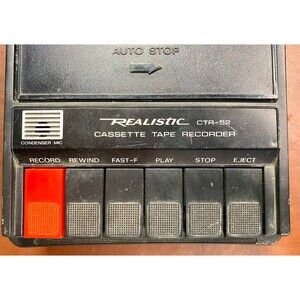 AUTO STOP
REALISTIC CTR-52
CASSETTE TAPE RECORDER
CONDENSER MIC
RECORD REWIND FAST-F PLAY STOP EJECT